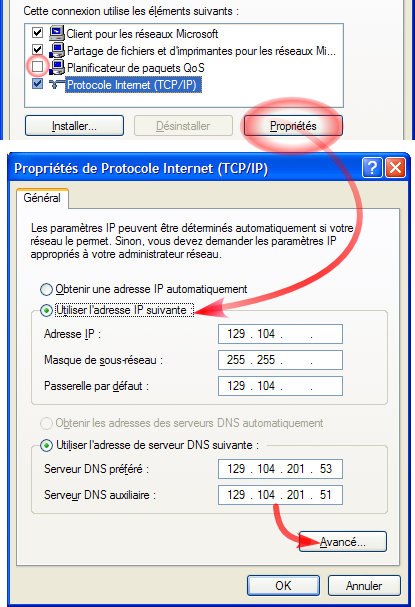 Cette connexion utilise les éléments suivants :
Client pour les réseaux Microsoft
Partage de fichiers et d'imprimantes pour les réseaux Mi...
Planificateur de paquets QoS
Protocole Internet (TCP/IP)
Installer... Désinstaller Propriétés
Propriétés de Protocole Internet (TCP/IP)
Général
Les paramètres IP peuvent être déterminés automatiquement si votre
réseau le permet. Sinon, vous devez demander les paramètres IP
appropriés à votre administrateur réseau.
Obtenir une adresse IP automatiquement
Utiliser l'adresse IP suivante :
Adresse IP : 129 . 104 . .
Masque de sous-réseau : 255 . 255 . .
Passerelle par défaut : 129 . 104 . .
Obtenir les adresses des serveurs DNS automatiquement
Utiliser l'adresse de serveur DNS suivante :
Serveur DNS préféré : 129 . 104 . 201 . 53
Serveur DNS auxiliaire : 129 . 104 . 201 . 51
Avancé...
OK Annuler